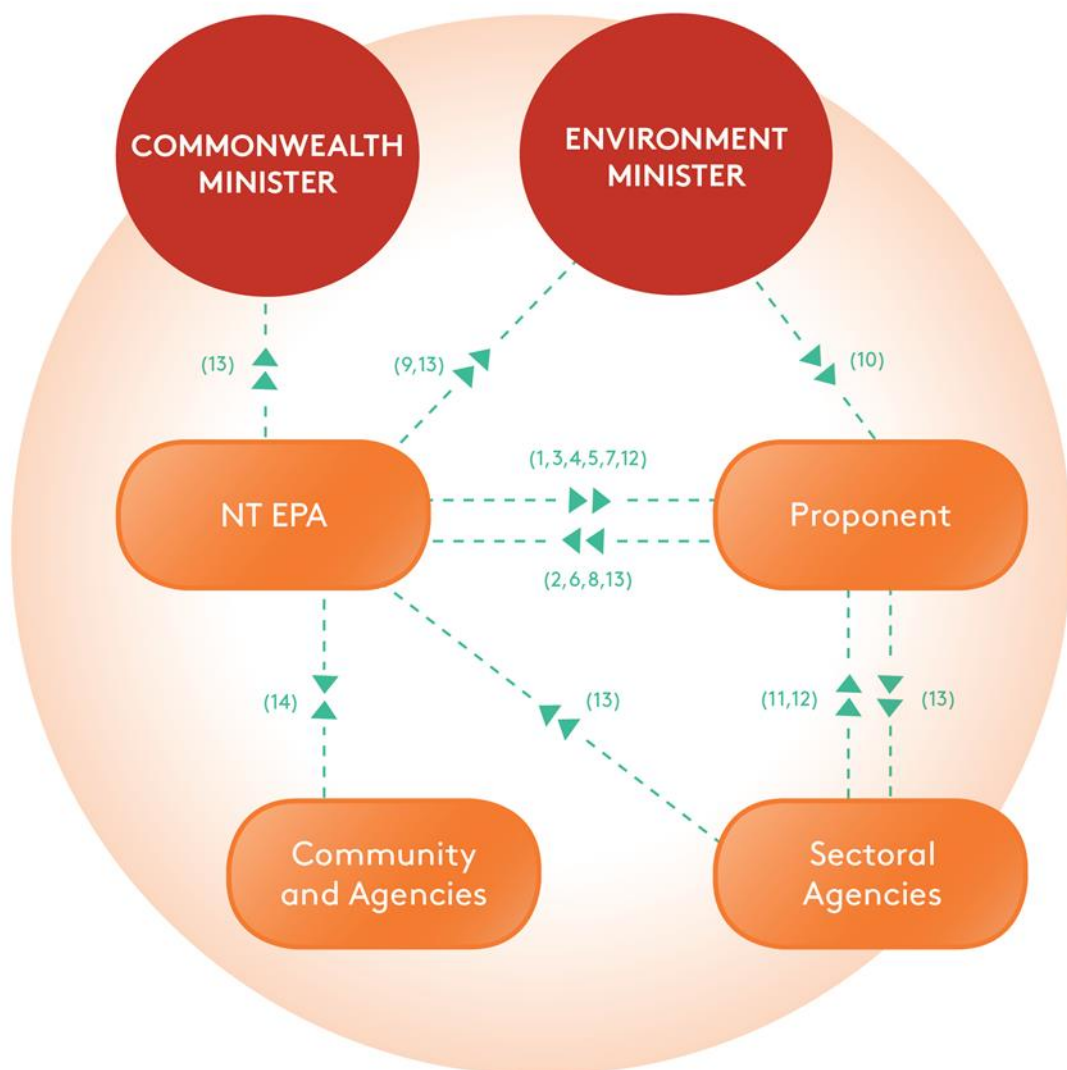 COMMONWEALTH
MINISTER
ENVIRONMENT
MINISTER
(13)
(9,13)
(10)
(1,3,4,5,7,12)
NT EPA
Proponent
(2,6,8,13)
(14)
(13)
(11,12)
(13)
Community
and Agencies
Sectoral
Agencies